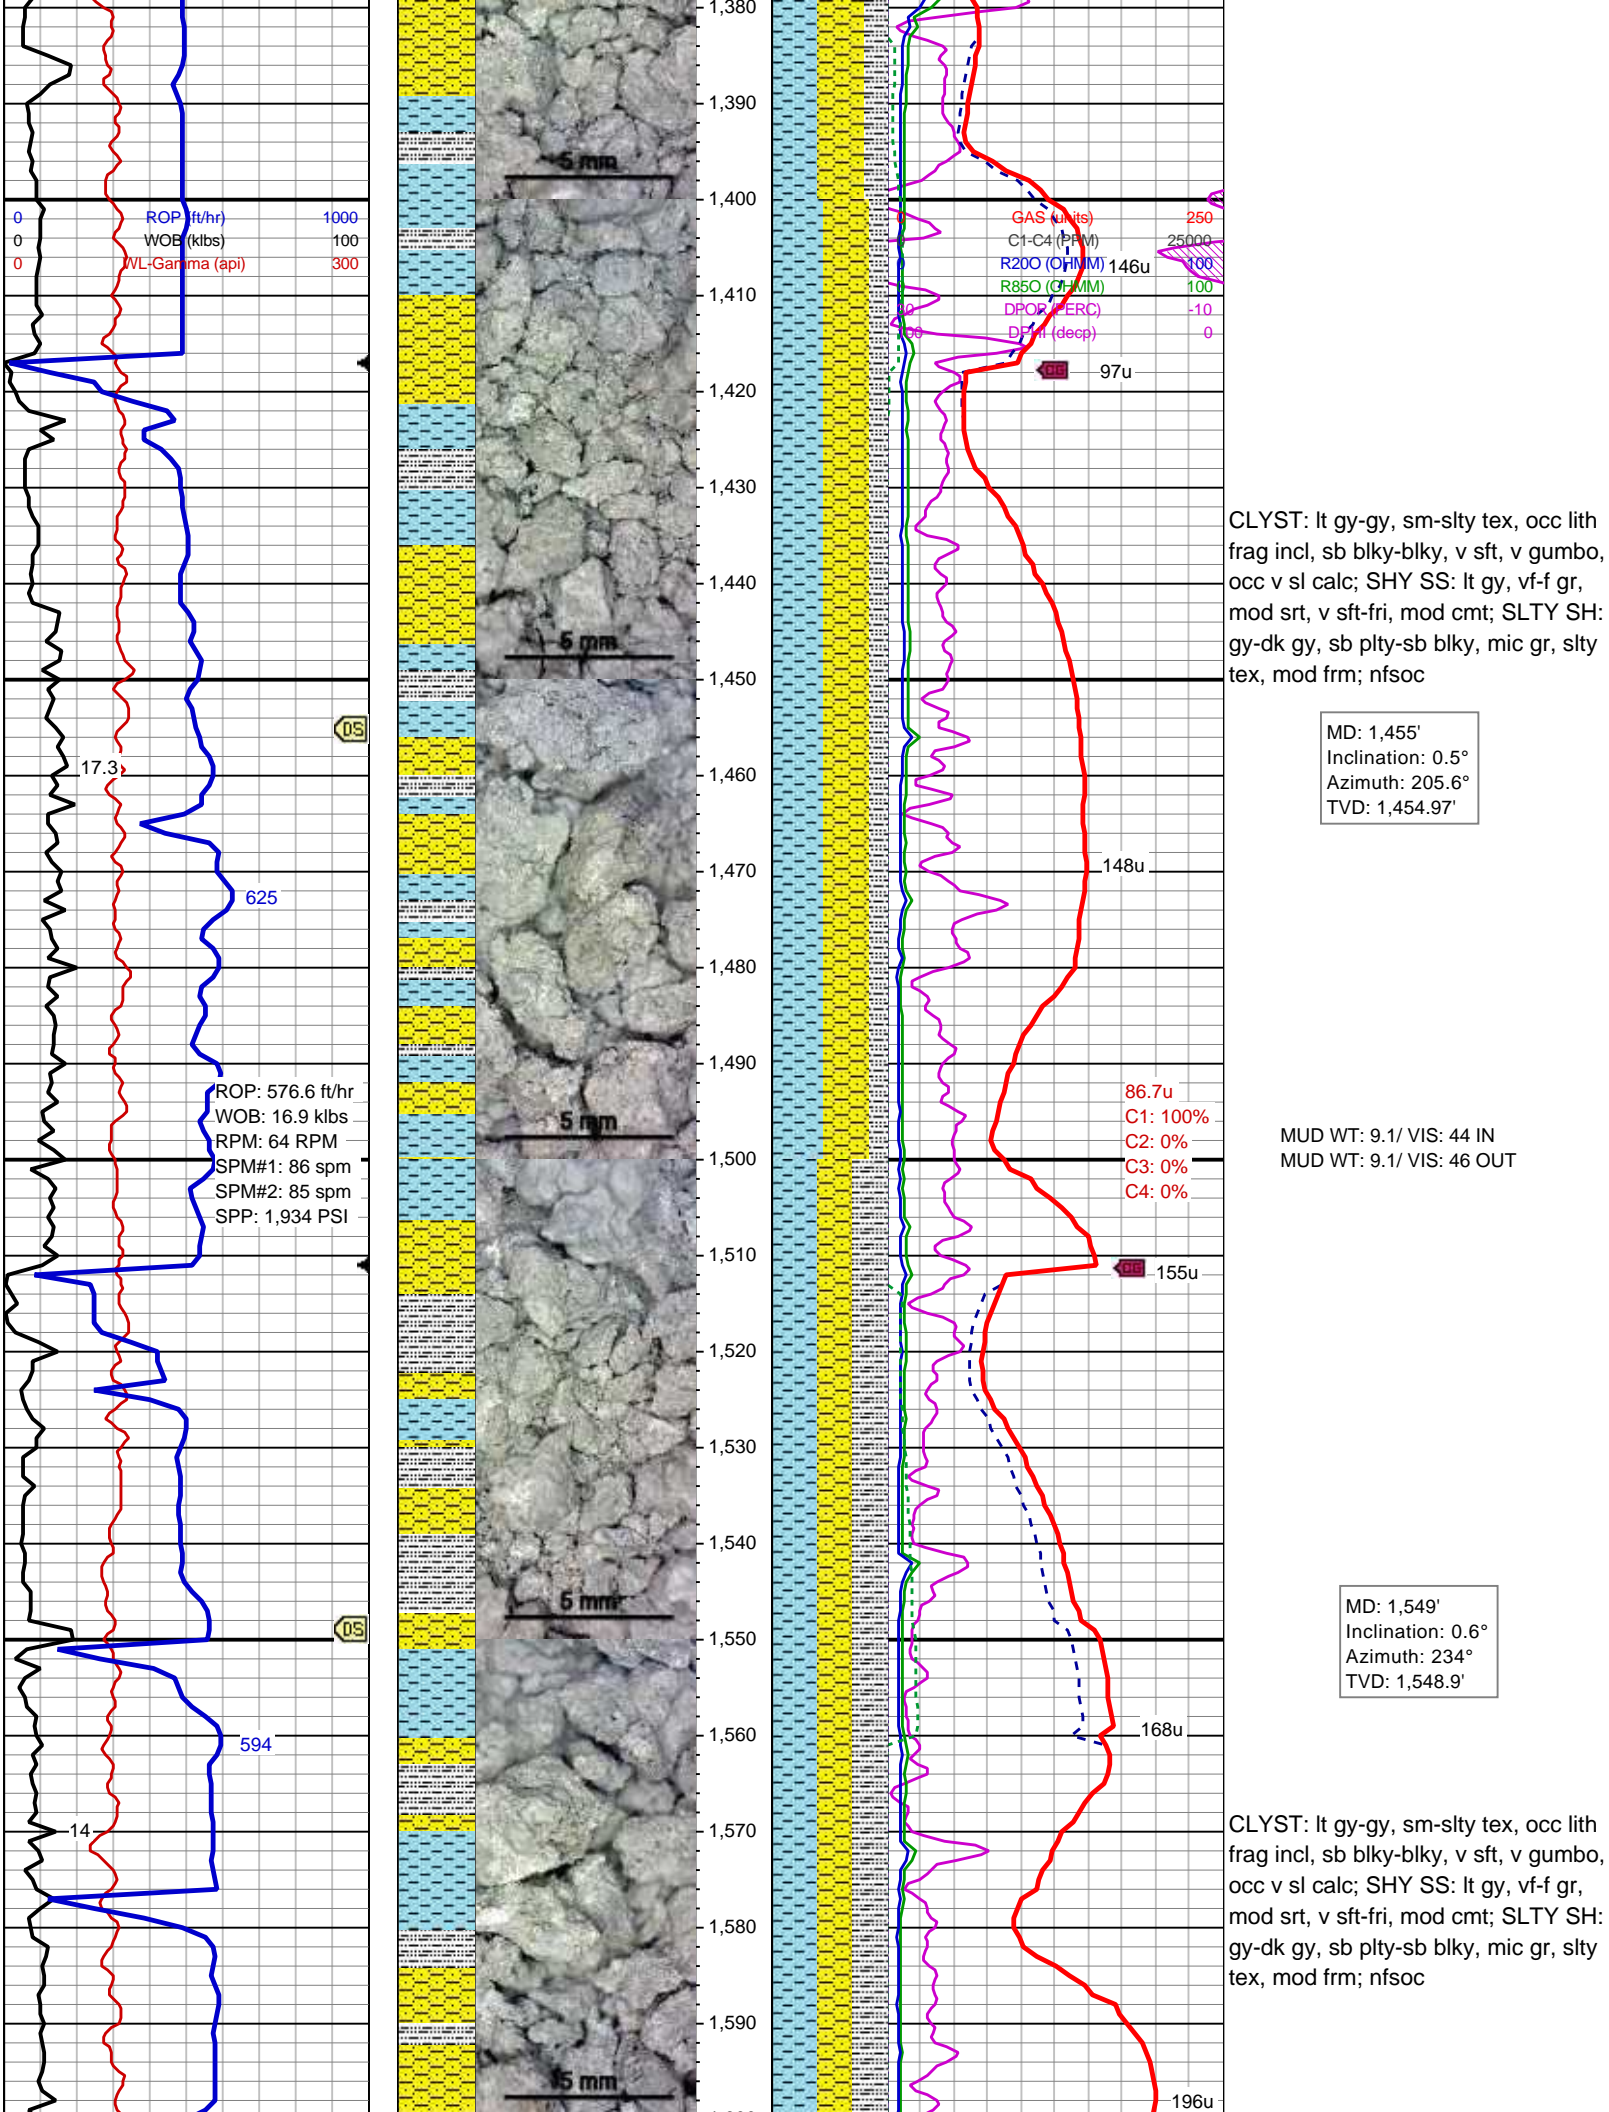 1,380
1,390
5 mm
1,400
0 ROP (ft/hr) 1000
0 WOB (klbs) 100
0 WL-Gamma (api) 300
GAS (units) 250
C1-C4 (PPM) 25000
R20O (OHMM) 100
146u
R85O (OHMM) 100
DPOR (PERC) -10
DPHI (decp) 0
1,410
CG 97u
1,420
1,430
CLYST: lt gy-gy, sm-slty tex, occ lith
frag incl, sb blky-blky, v sft, v gumbo,
occ v sl calc; SHY SS: lt gy, vf-f gr,
mod srt, v sft-fri, mod cmt; SLTY SH:
gy-dk gy, sb plty-sb blky, mic gr, slty
tex, mod frm; nfsoc
1,440
5 mm
1,450
DS
MD: 1,455'
Inclination: 0.5°
Azimuth: 205.6°
TVD: 1,454.97'
17.3
1,460
148u
1,470
625
1,480
1,490
ROP: 576.6 ft/hr
WOB: 16.9 klbs
RPM: 64 RPM
SPM#1: 86 spm
SPM#2: 85 spm
SPP: 1,934 PSI
86.7u
C1: 100%
C2: 0%
C3: 0%
C4: 0%
5 mm
MUD WT: 9.1/ VIS: 44 IN
MUD WT: 9.1/ VIS: 46 OUT
1,500
1,510
CG 155u
1,520
1,530
1,540
5 mm
DS
1,550
MD: 1,549'
Inclination: 0.6°
Azimuth: 234°
TVD: 1,548.9'
168u
1,560
594
14
1,570
CLYST: lt gy-gy, sm-slty tex, occ lith
frag incl, sb blky-blky, v sft, v gumbo,
occ v sl calc; SHY SS: lt gy, vf-f gr,
mod srt, v sft-fri, mod cmt; SLTY SH:
gy-dk gy, sb plty-sb blky, mic gr, slty
tex, mod frm; nfsoc
1,580
1,590
5 mm
196u